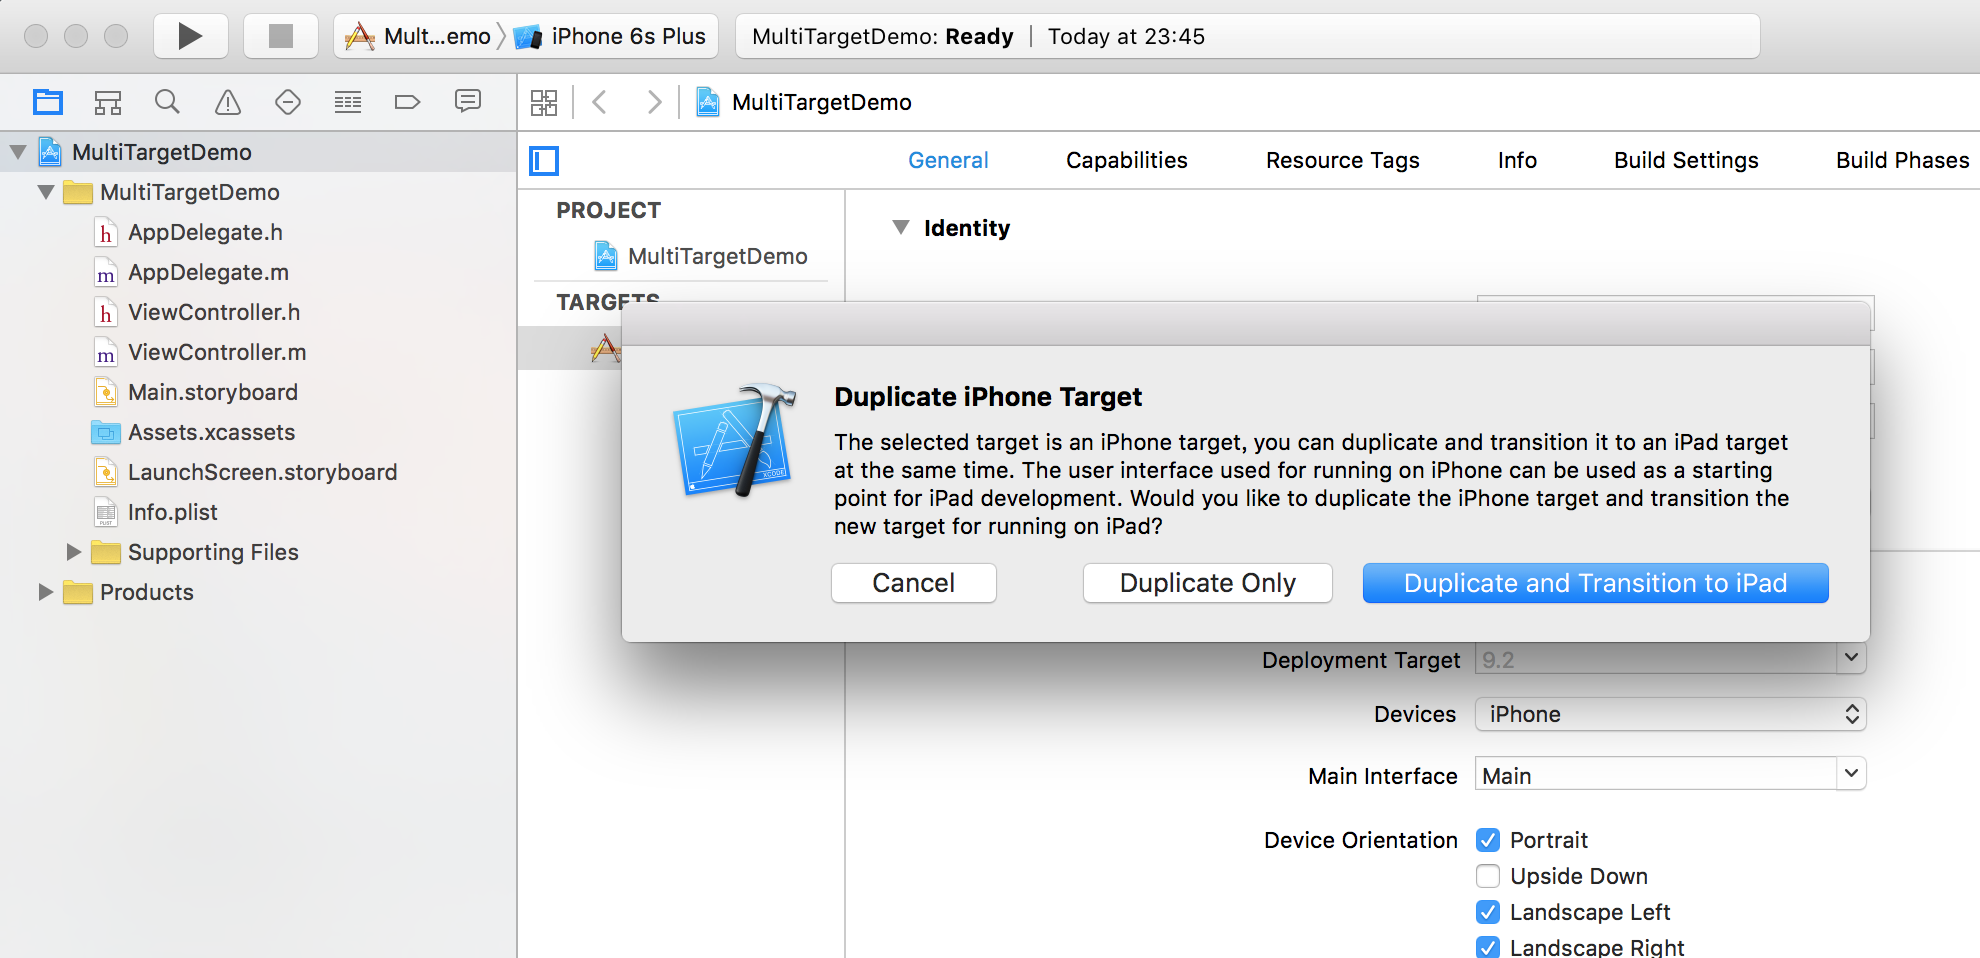 Mult...emo
iPhone 6s Plus
MultiTargetDemo: Ready
Today at 23:45
MultiTargetDemo
General
Capabilities
Resource Tags
Info
Build Settings
Build Phases
MultiTargetDemo
MultiTargetDemo
AppDelegate.h
AppDelegate.m
ViewController.h
ViewController.m
Main.storyboard
Assets.xcassets
LaunchScreen.storyboard
Info.plist
Supporting Files
Products
h
m
h
m
PLIST
PROJECT
MultiTargetDemo
TARGETS
Identity
XCODE
Duplicate iPhone Target
The selected target is an iPhone target, you can duplicate and transition it to an iPad target
at the same time. The user interface used for running on iPhone can be used as a starting
point for iPad development. Would you like to duplicate the iPhone target and transition the
new target for running on iPad?
Cancel
Duplicate Only
Duplicate and Transition to iPad
Deployment Target
9.2
Devices
iPhone
Main Interface
Main
Device Orientation
Portrait
Upside Down
Landscape Left
Landscape Right